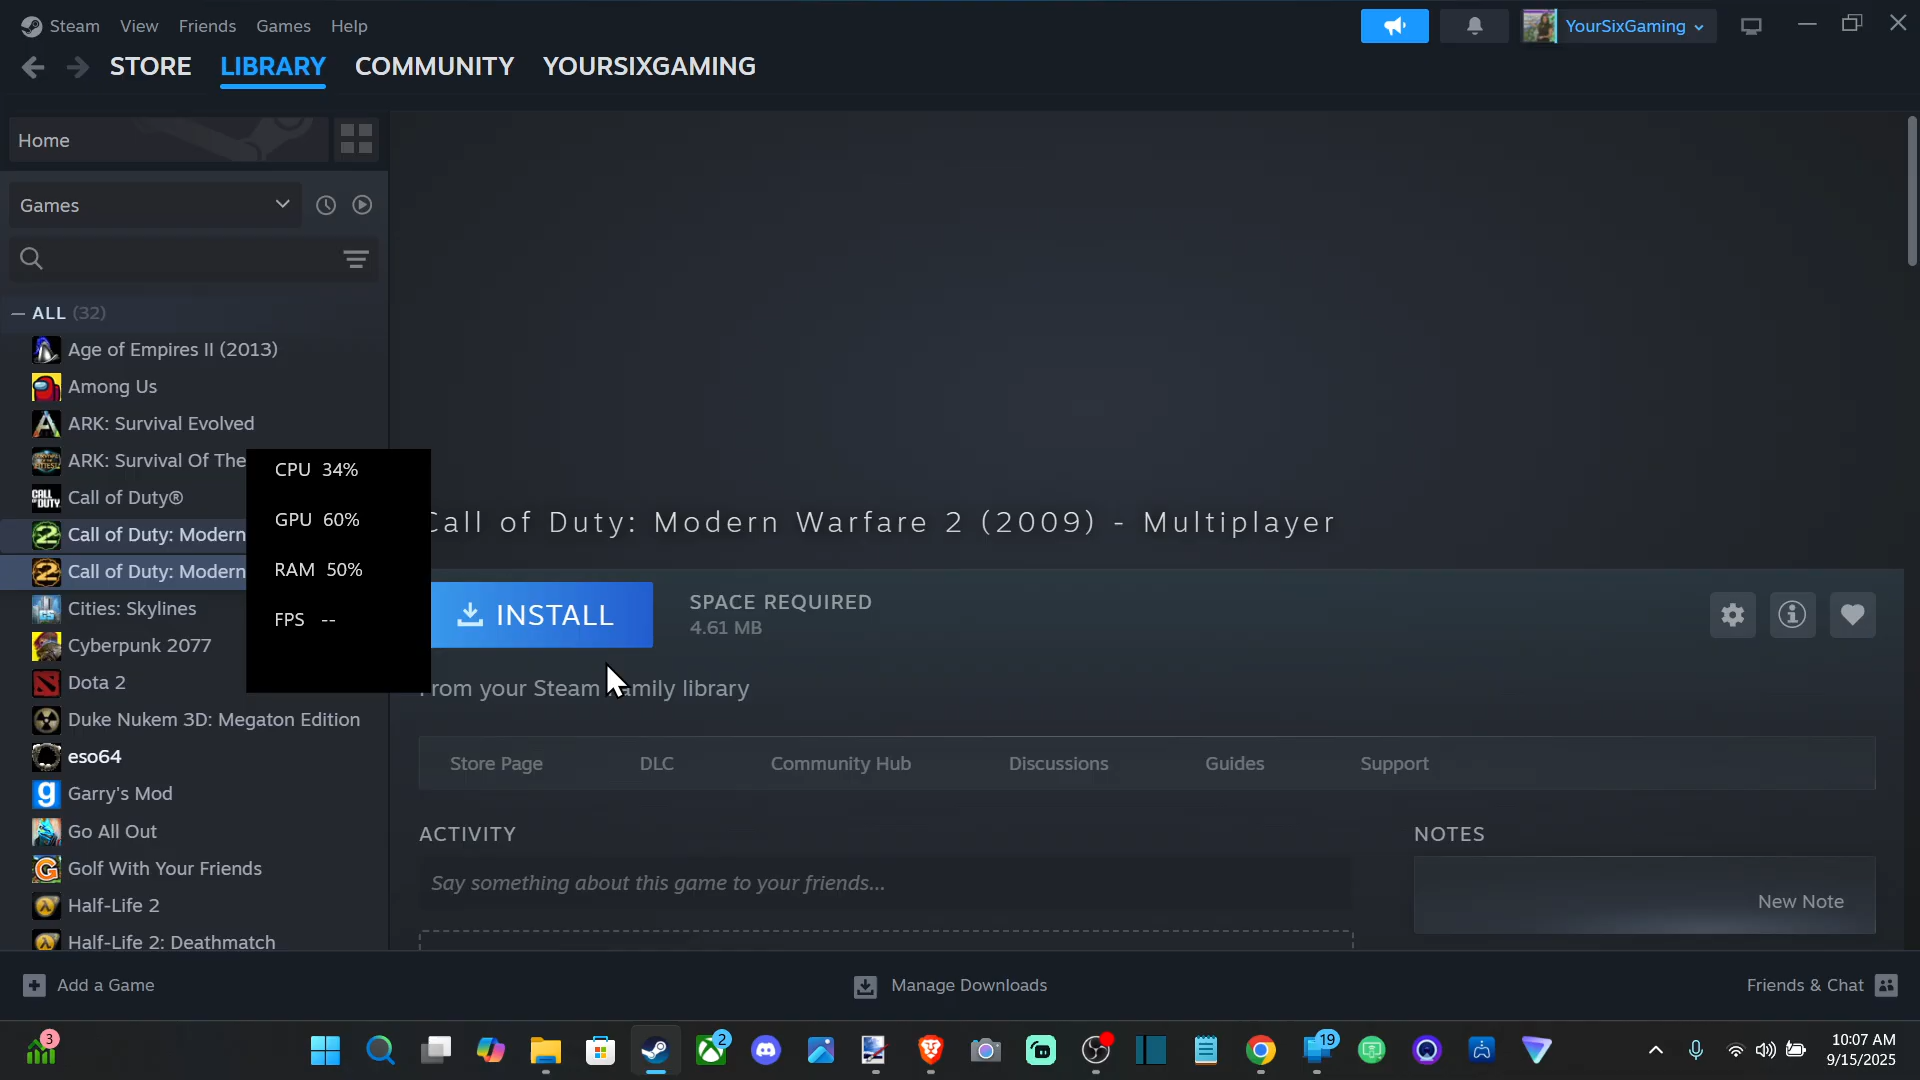 Steam View Friends Games Help
YourSixGaming
STORE LIBRARY COMMUNITY YOURSIXGAMING
Home
Games
ALL (32)
Age of Empires II (2013)
Among Us
ARK: Survival Evolved
ARK: Survival Of The
Call of Duty®
Call of Duty: Modern
Call of Duty: Modern
Cities: Skylines
Cyberpunk 2077
Dota 2
Duke Nukem 3D: Megaton Edition
eso64
Garry's Mod
Go All Out
Golf With Your Friends
Half-Life 2
Half-Life 2: Deathmatch
CPU 34%
GPU 60%
RAM 50%
FPS --
Call of Duty: Modern Warfare 2 (2009) - Multiplayer
INSTALL
SPACE REQUIRED
4.61 MB
From your Steam Family library
Store Page DLC Community Hub Discussions Guides Support
ACTIVITY
Say something about this game to your friends...
NOTES
New Note
Add a Game
Manage Downloads
Friends & Chat
3
2
19
10:07 AM
9/15/2025